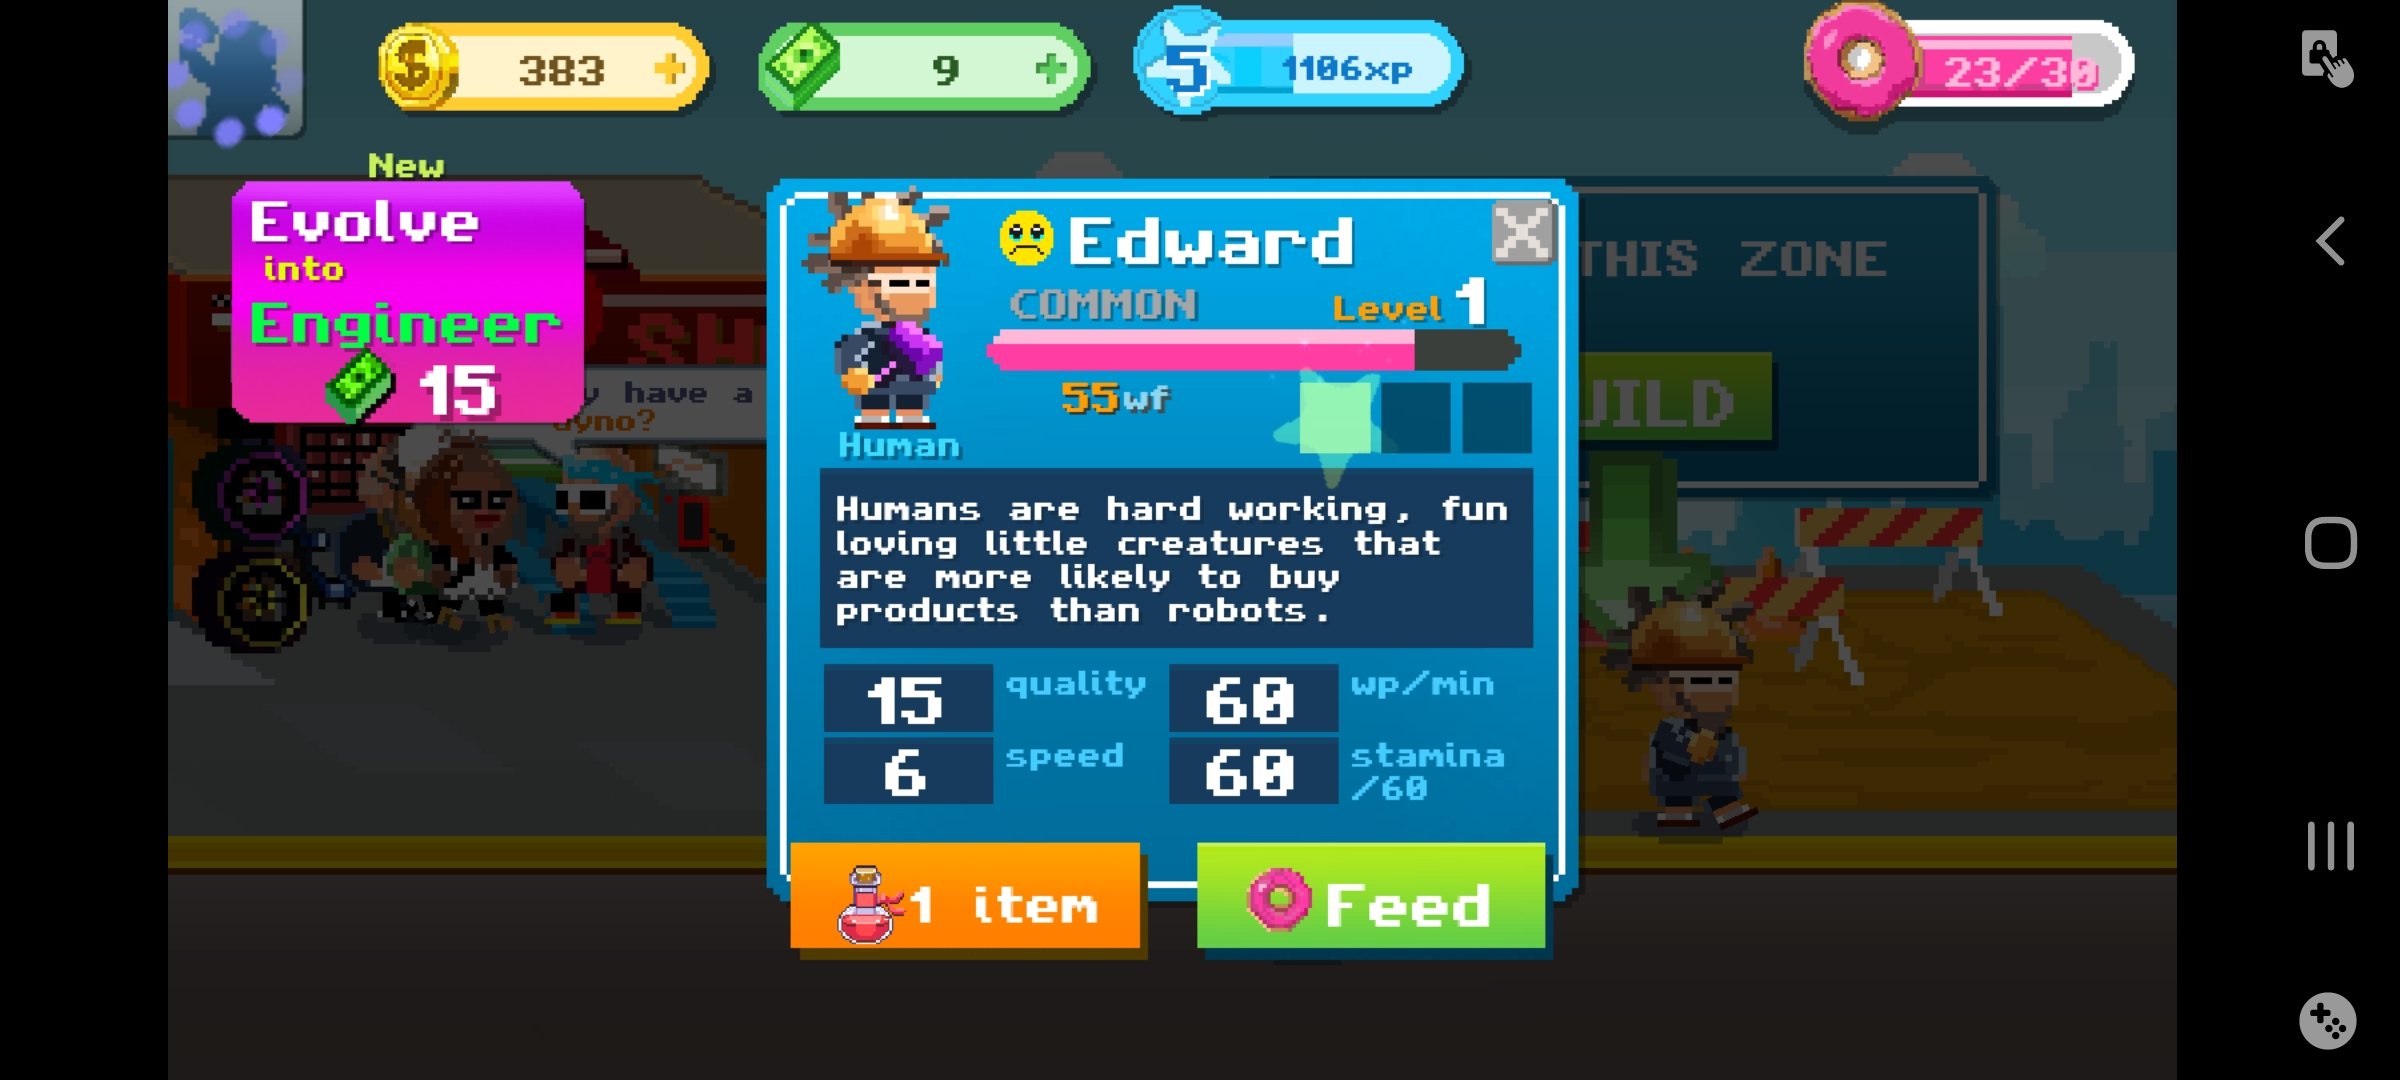 383
9
5
1106xp
23/30
New
Evolve
into
Engineer
15
Edward
COMMON
Level 1
55wf
Human
Humans are hard working, fun
loving little creatures that
are more likely to buy
products than robots.
15 quality
60 wp/min
6 speed
60 stamina
/60
1 item
Feed
THIS ZONE
have a
dyno?